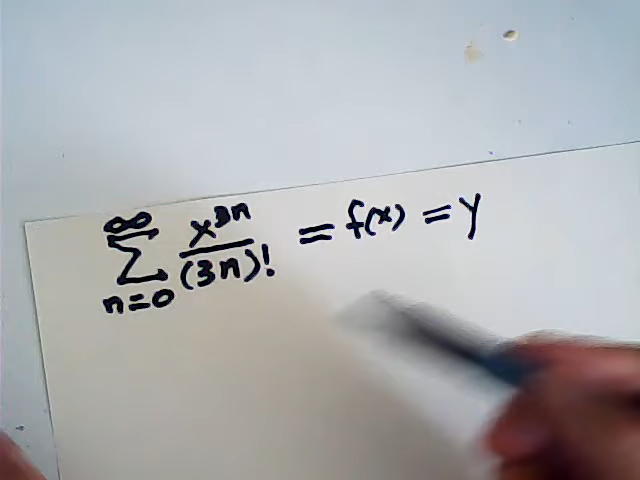 ∞∑n=0 x^3n/(3n)! = f(x) = y